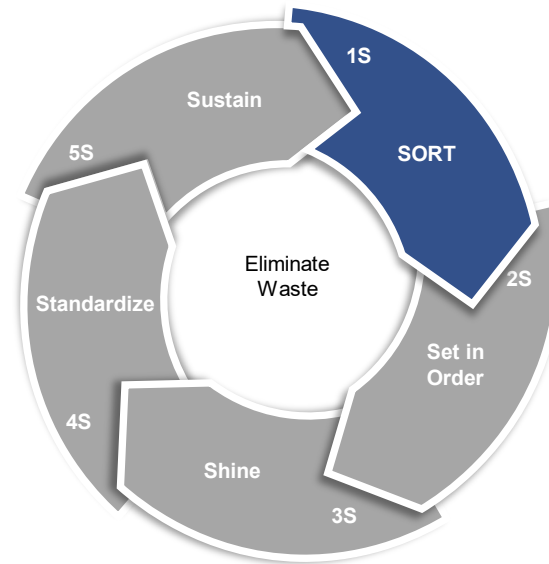 1S
SORT
2S
Set in
Order
3S
Shine
4S
Standardize
5S
Sustain
Eliminate
Waste